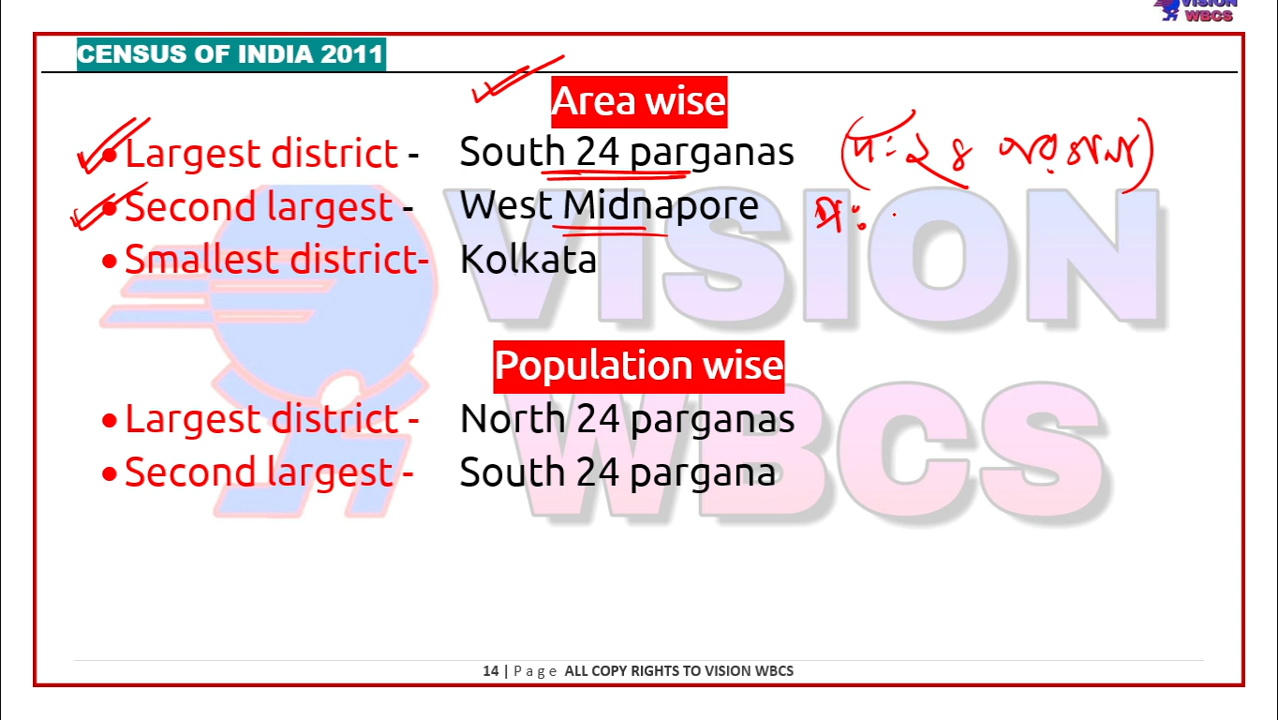 VISION
WBCS
CENSUS OF INDIA 2011
Area wise
• Largest district - South 24 parganas (দঃ ২৪ পরগনা)
• Second largest - West Midnapore পঃ
• Smallest district- Kolkata
Population wise
• Largest district - North 24 parganas
• Second largest - South 24 pargana
VISION
WBCS
14 | Page ALL COPY RIGHTS TO VISION WBCS